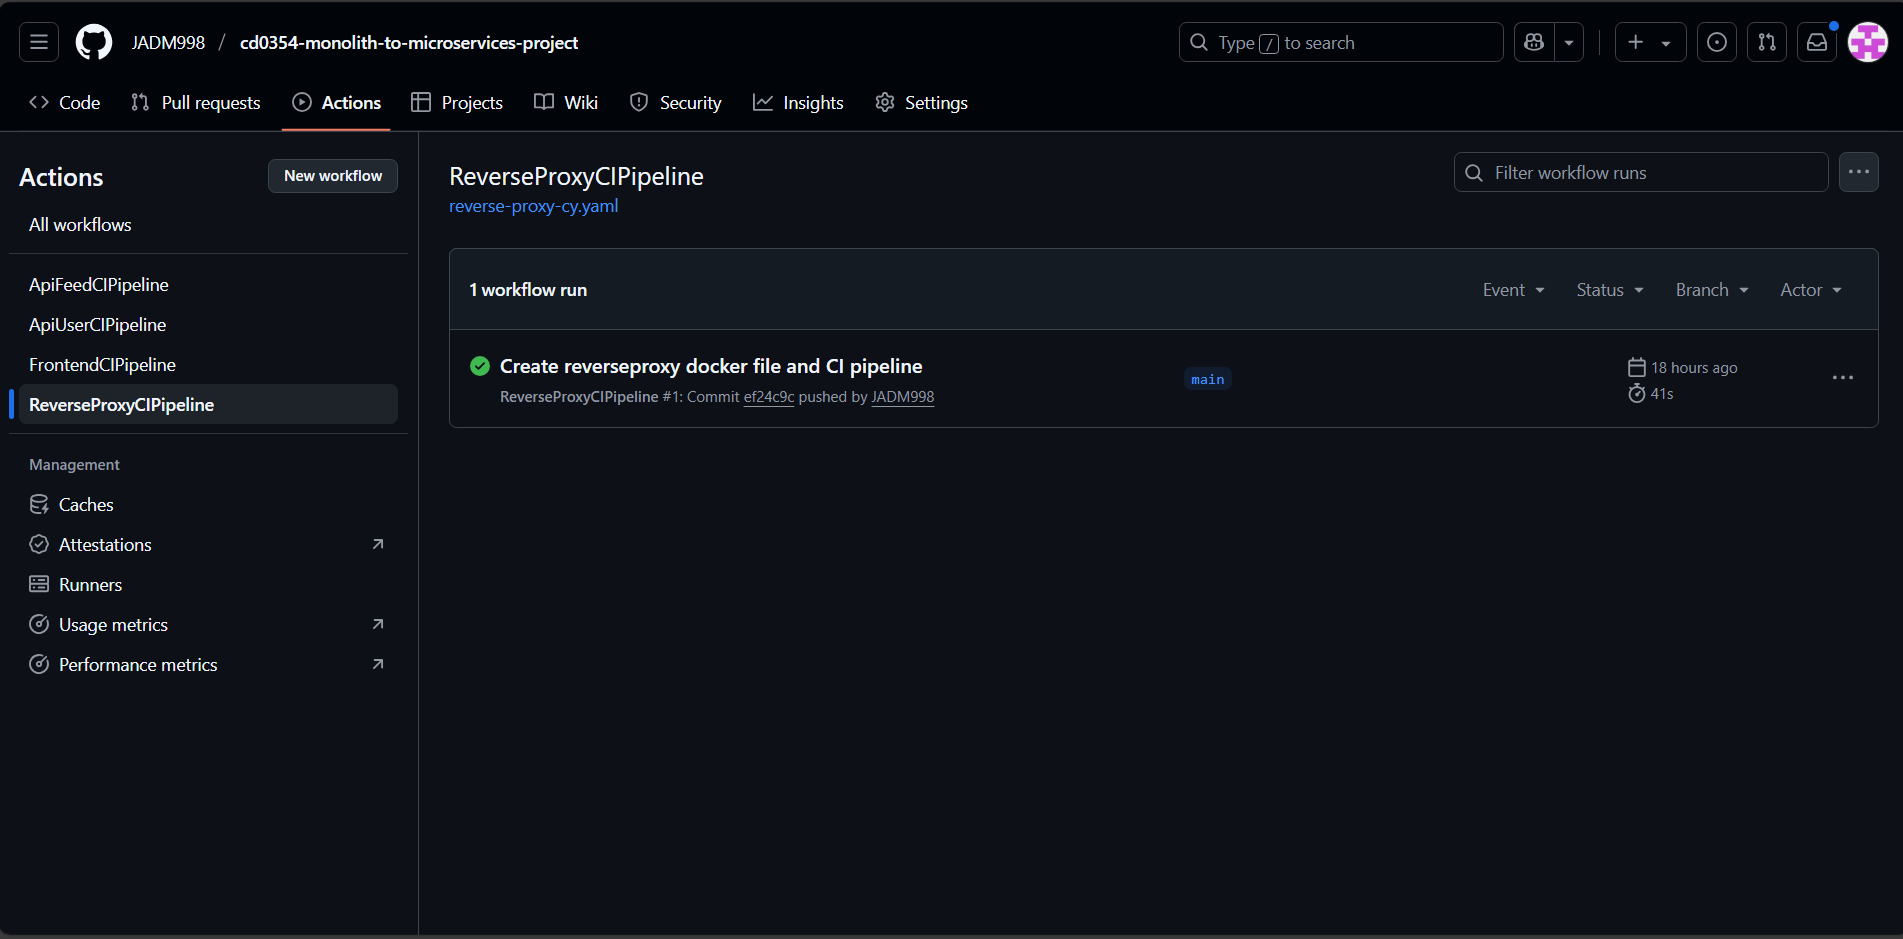 JADM998 / cd0354-monolith-to-microservices-project
Type / to search
Code
Pull requests
Actions
Projects
Wiki
Security
Insights
Settings
Actions
New workflow
All workflows
ApiFeedCIPipeline
ApiUserCIPipeline
FrontendCIPipeline
ReverseProxyCIPipeline
Management
Caches
Attestations
Runners
Usage metrics
Performance metrics
ReverseProxyCIPipeline
reverse-proxy-cy.yaml
Filter workflow runs
1 workflow run
Event
Status
Branch
Actor
Create reverseproxy docker file and CI pipeline
ReverseProxyCIPipeline #1: Commit ef24c9c pushed by JADM998
main
18 hours ago
41s